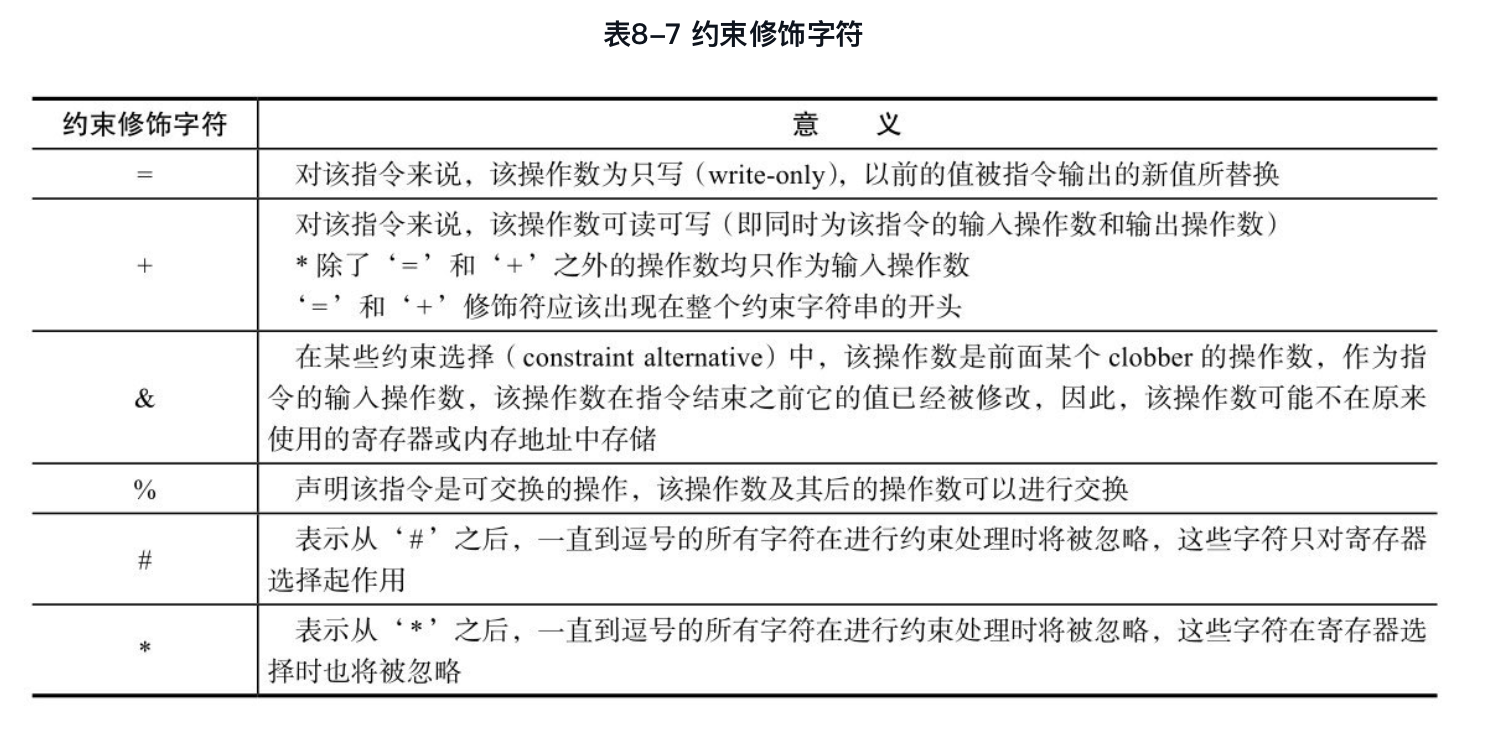 表8-7 约束修饰字符
约束修饰字符 意 义
= 对该指令来说，该操作数为只写（write-only），以前的值被指令输出的新值所替换
对该指令来说，该操作数可读可写（即同时为该指令的输入操作数和输出操作数）
+ *除了‘=’和‘+’之外的操作数均只作为输入操作数
‘=’和‘+’修饰符应该出现在整个约束字符串的开头
在某些约束选择（constraint alternative）中，该操作数是前面某个 clobber 的操作数，作为指
& 令的输入操作数，该操作数在指令结束之前它的值已经被修改，因此，该操作数可能不在原来
使用的寄存器或内存地址中存储
% 声明该指令是可交换的操作，该操作数及其后的操作数可以进行交换
# 表示从‘#’之后，一直到逗号的所有字符在进行约束处理时将被忽略，这些字符只对寄存器
选择起作用
* 表示从‘*’之后，一直到逗号的所有字符在进行约束处理时将被忽略，这些字符在寄存器选
择时也将被忽略